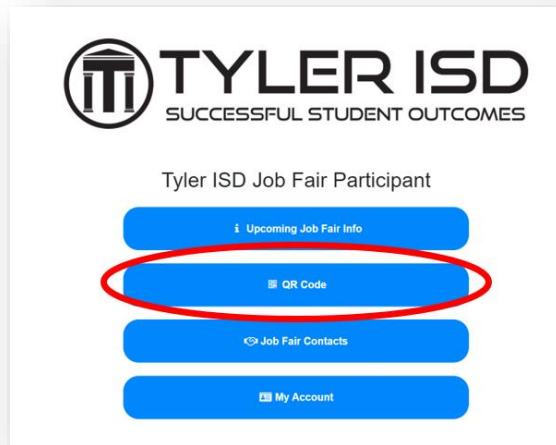 TYLER ISD
SUCCESSFUL STUDENT OUTCOMES
Tyler ISD Job Fair Participant
Upcoming Job Fair Info
QR Code
Job Fair Contacts
My Account